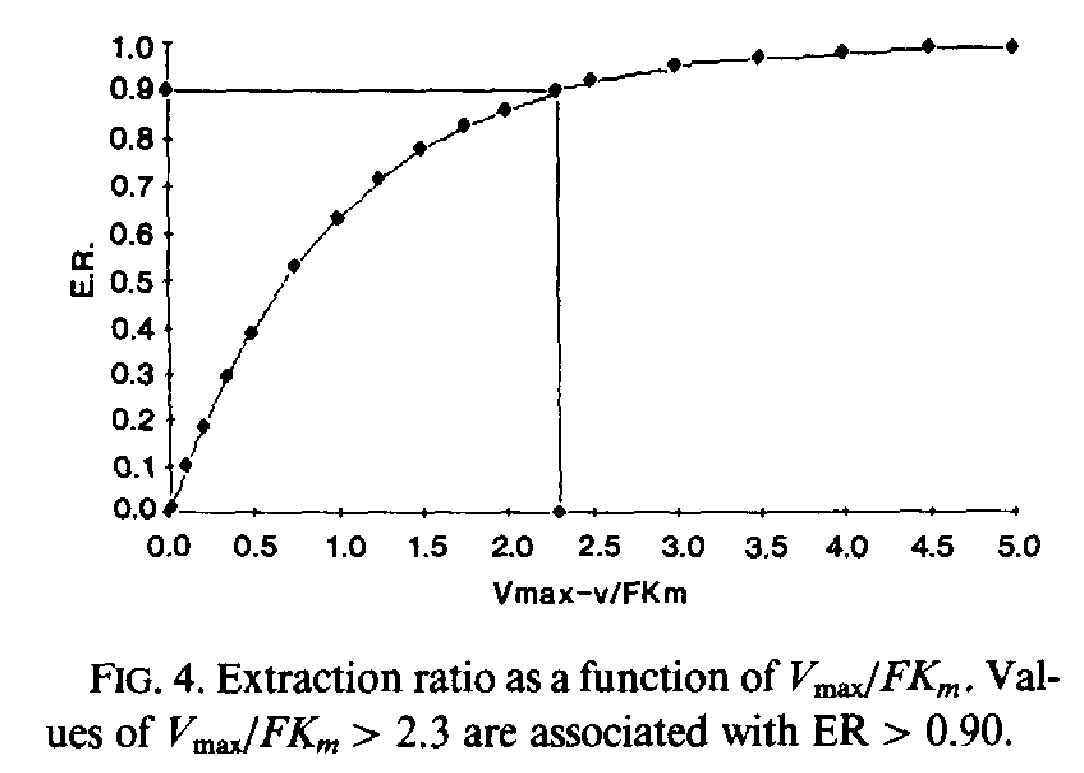 1.0
0.9
0.8
0.7
0.6
0.5
0.4
0.3
0.2
0.1
0.0
E.R.
0.0 0.5 1.0 1.5 2.0 2.5 3.0 3.5 4.0 4.5 5.0
Vmax-v/FKm
FIG. 4. Extraction ratio as a function of Vmax/FKm. Val-
ues of Vmax/FKm > 2.3 are associated with ER > 0.90.